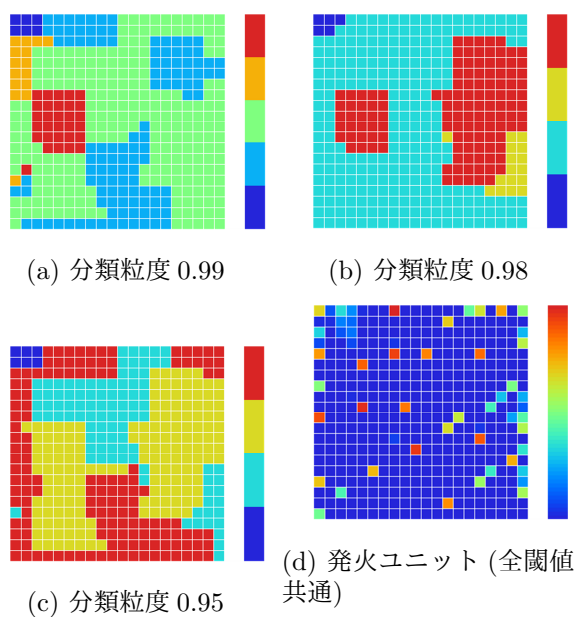 (a) 分類粒度 0.99
(b) 分類粒度 0.98
(c) 分類粒度 0.95
(d) 発火ユニット (全閾値
共通)